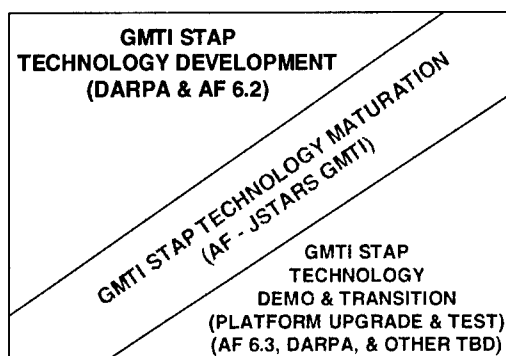 GMTI STAP
TECHNOLOGY DEVELOPMENT
(DARPA & AF 6.2)
GMTI STAP TECHNOLOGY MATURATION
(AF - JSTARS GMTI)
GMTI STAP
TECHNOLOGY
DEMO & TRANSITION
(PLATFORM UPGRADE & TEST)
(AF 6.3, DARPA, & OTHER TBD)